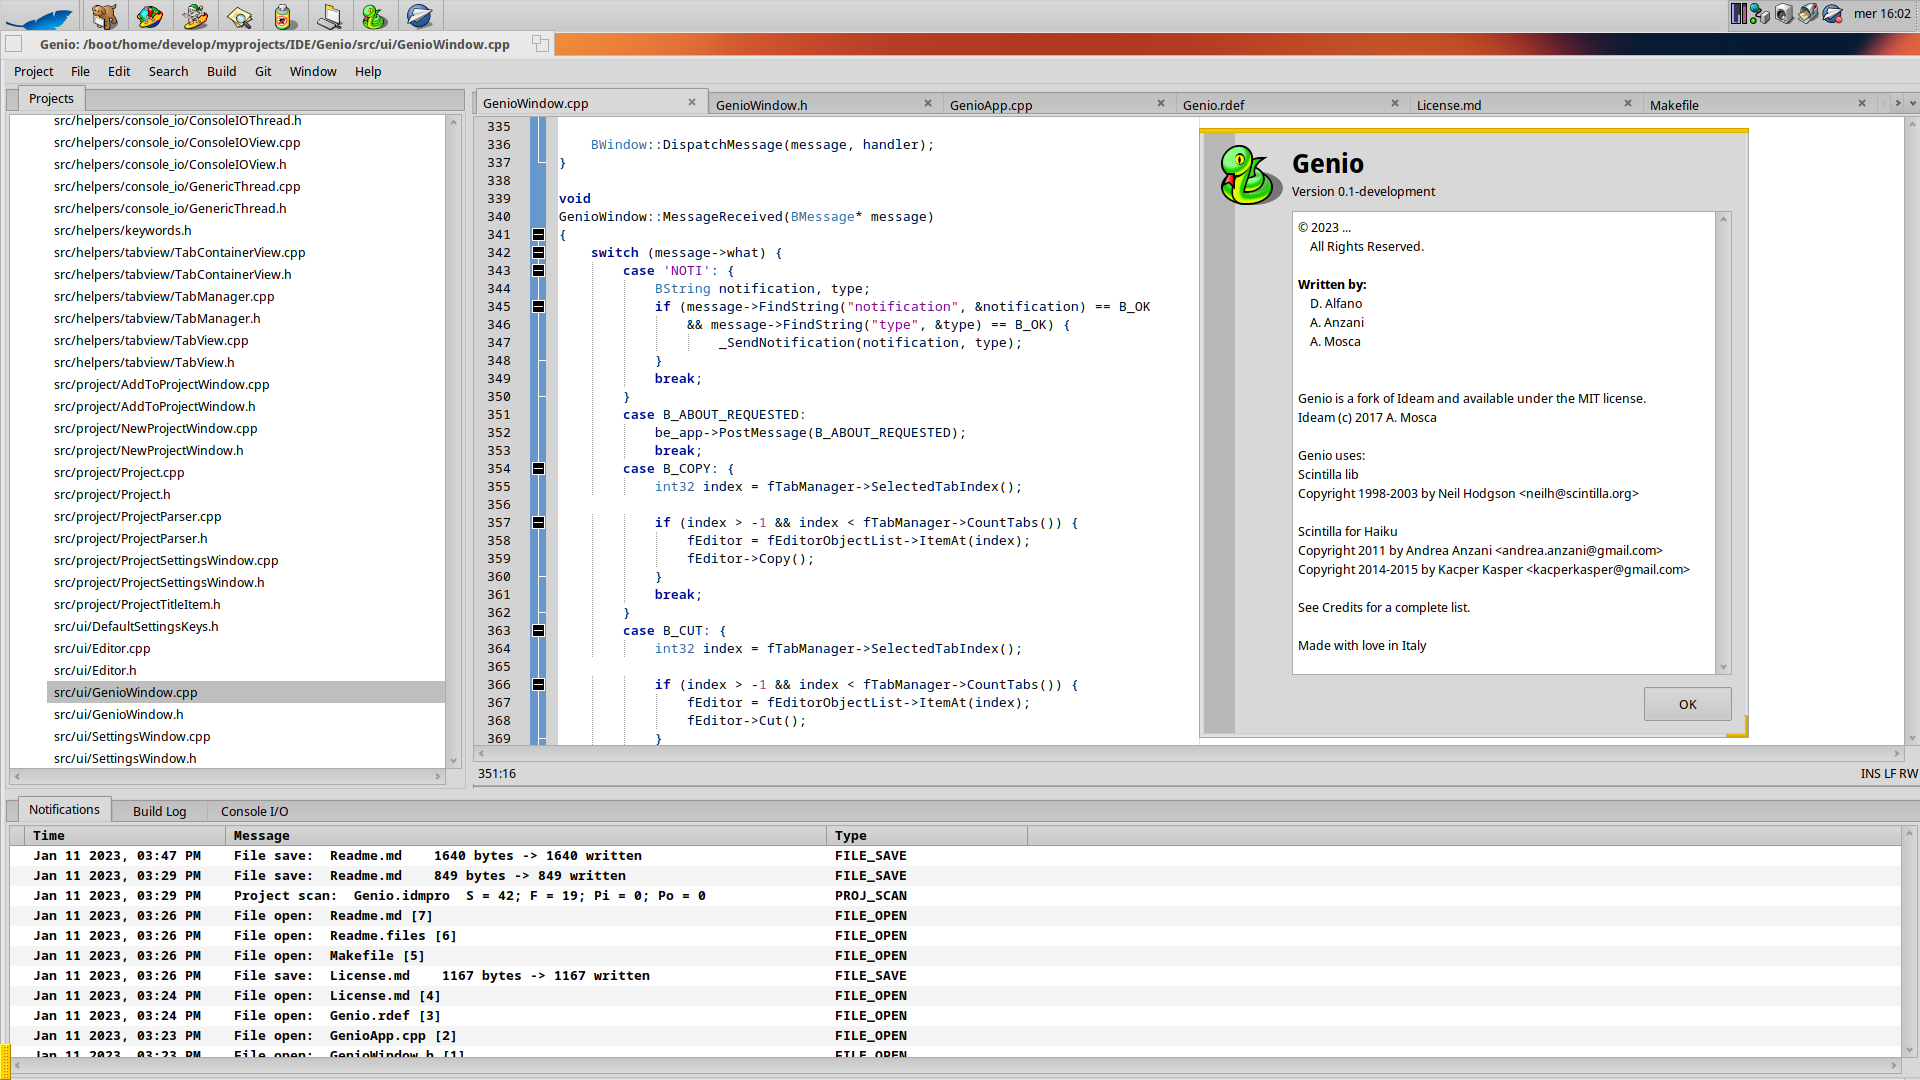 mer 16:02
Genio: /boot/home/develop/myprojects/IDE/Genio/src/ui/GenioWindow.cpp
Project File Edit Search Build Git Window Help
Projects
src/helpers/console_io/ConsoleIOThread.h
src/helpers/console_io/ConsoleIOView.cpp
src/helpers/console_io/ConsoleIOView.h
src/helpers/console_io/GenericThread.cpp
src/helpers/console_io/GenericThread.h
src/helpers/keywords.h
src/helpers/tabview/TabContainerView.cpp
src/helpers/tabview/TabContainerView.h
src/helpers/tabview/TabManager.cpp
src/helpers/tabview/TabManager.h
src/helpers/tabview/TabView.cpp
src/helpers/tabview/TabView.h
src/project/AddToProjectWindow.cpp
src/project/AddToProjectWindow.h
src/project/NewProjectWindow.cpp
src/project/NewProjectWindow.h
src/project/Project.cpp
src/project/Project.h
src/project/ProjectParser.cpp
src/project/ProjectParser.h
src/project/ProjectSettingsWindow.cpp
src/project/ProjectSettingsWindow.h
src/project/ProjectTitleItem.h
src/ui/DefaultSettingsKeys.h
src/ui/Editor.cpp
src/ui/Editor.h
src/ui/GenioWindow.cpp
src/ui/GenioWindow.h
src/ui/SettingsWindow.cpp
src/ui/SettingsWindow.h
GenioWindow.cpp GenioWindow.h GenioApp.cpp Genio.rdef License.md Makefile
335
336 BWindow::DispatchMessage(message, handler);
337 }
338
339 void
340 GenioWindow::MessageReceived(BMessage* message)
341 {
342 switch (message->what) {
343 case 'NOTI': {
344 BString notification, type;
345 if (message->FindString("notification", &notification) == B_OK
346 && message->FindString("type", &type) == B_OK) {
347 _SendNotification(notification, type);
348 }
349 break;
350 }
351 case B_ABOUT_REQUESTED:
352 be_app->PostMessage(B_ABOUT_REQUESTED);
353 break;
354 case B_COPY: {
355 int32 index = fTabManager->SelectedTabIndex();
356
357 if (index > -1 && index < fTabManager->CountTabs()) {
358 fEditor = fEditorObjectList->ItemAt(index);
359 fEditor->Copy();
360 }
361 break;
362 }
363 case B_CUT: {
364 int32 index = fTabManager->SelectedTabIndex();
365
366 if (index > -1 && index < fTabManager->CountTabs()) {
367 fEditor = fEditorObjectList->ItemAt(index);
368 fEditor->Cut();
369 }
351:16 INS LF RW
Genio
Version 0.1-development
© 2023 ...
All Rights Reserved.
Written by:
D. Alfano
A. Anzani
A. Mosca
Genio is a fork of Ideam and available under the MIT license.
Ideam (c) 2017 A. Mosca
Genio uses:
Scintilla lib
Copyright 1998-2003 by Neil Hodgson <neilh@scintilla.org>
Scintilla for Haiku
Copyright 2011 by Andrea Anzani <andrea.anzani@gmail.com>
Copyright 2014-2015 by Kacper Kasper <kacperkasper@gmail.com>
See Credits for a complete list.
Made with love in Italy
OK
Notifications Build Log Console I/O
Time Message Type
Jan 11 2023, 03:47 PM File save: Readme.md 1640 bytes -> 1640 written FILE_SAVE
Jan 11 2023, 03:29 PM File save: Readme.md 849 bytes -> 849 written FILE_SAVE
Jan 11 2023, 03:29 PM Project scan: Genio.idmpro S = 42; F = 19; Pi = 0; Po = 0 PROJ_SCAN
Jan 11 2023, 03:26 PM File open: Readme.md [7] FILE_OPEN
Jan 11 2023, 03:26 PM File open: Readme.files [6] FILE_OPEN
Jan 11 2023, 03:26 PM File open: Makefile [5] FILE_OPEN
Jan 11 2023, 03:26 PM File save: License.md 1167 bytes -> 1167 written FILE_SAVE
Jan 11 2023, 03:24 PM File open: License.md [4] FILE_OPEN
Jan 11 2023, 03:24 PM File open: Genio.rdef [3] FILE_OPEN
Jan 11 2023, 03:23 PM File open: GenioApp.cpp [2] FILE_OPEN
Jan 11 2023, 03:23 PM File open: GenioWindow.h [1] FILE_OPEN